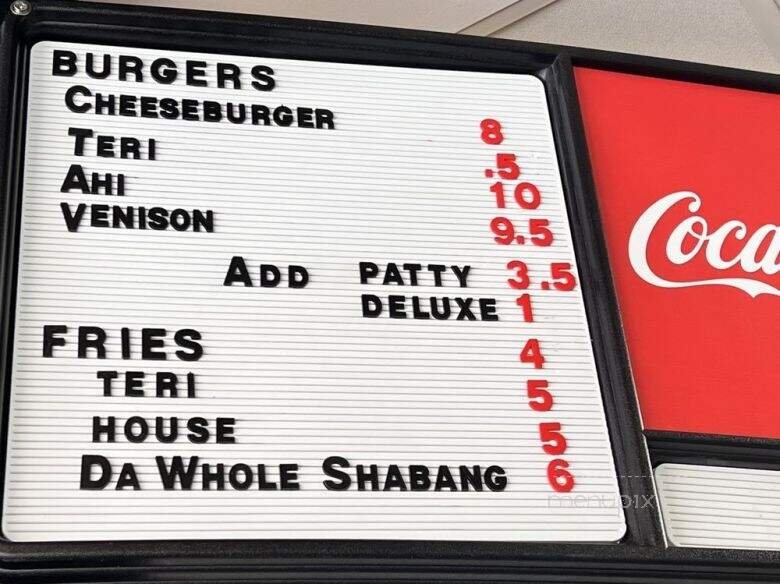 BURGERS
CHEESEBURGER 8
TERI .5
AHI 10
VENISON 9.5
ADD PATTY 3.5
DELUXE 1
FRIES 4
TERI 5
HOUSE 5
DA WHOLE SHABANG 6
Coca
menupix